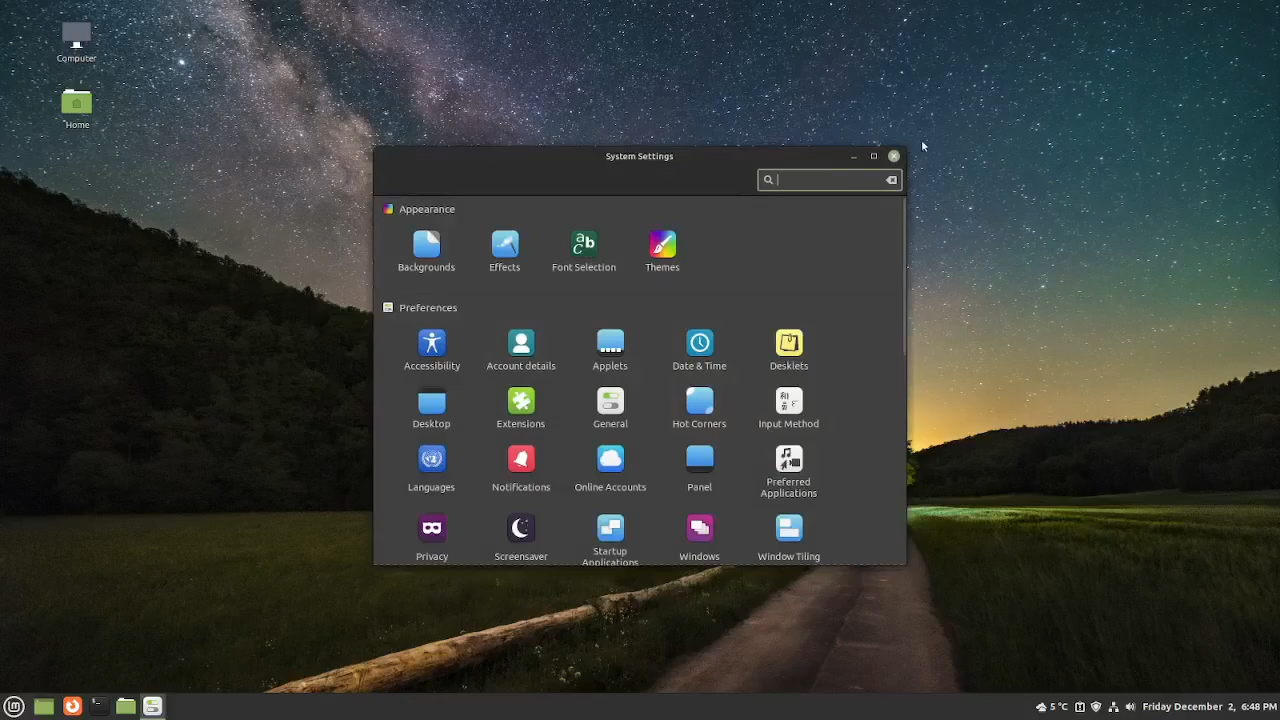 Computer
Home
System Settings
Appearance
Backgrounds
Effects
Font Selection
Themes
Preferences
Accessibility
Account details
Applets
Date & Time
Desklets
Desktop
Extensions
General
Hot Corners
Input Method
Languages
Notifications
Online Accounts
Panel
Preferred
Applications
Privacy
Screensaver
Startup
Applications
Windows
Window Tiling
5 °C
Friday December 2, 6:48 PM